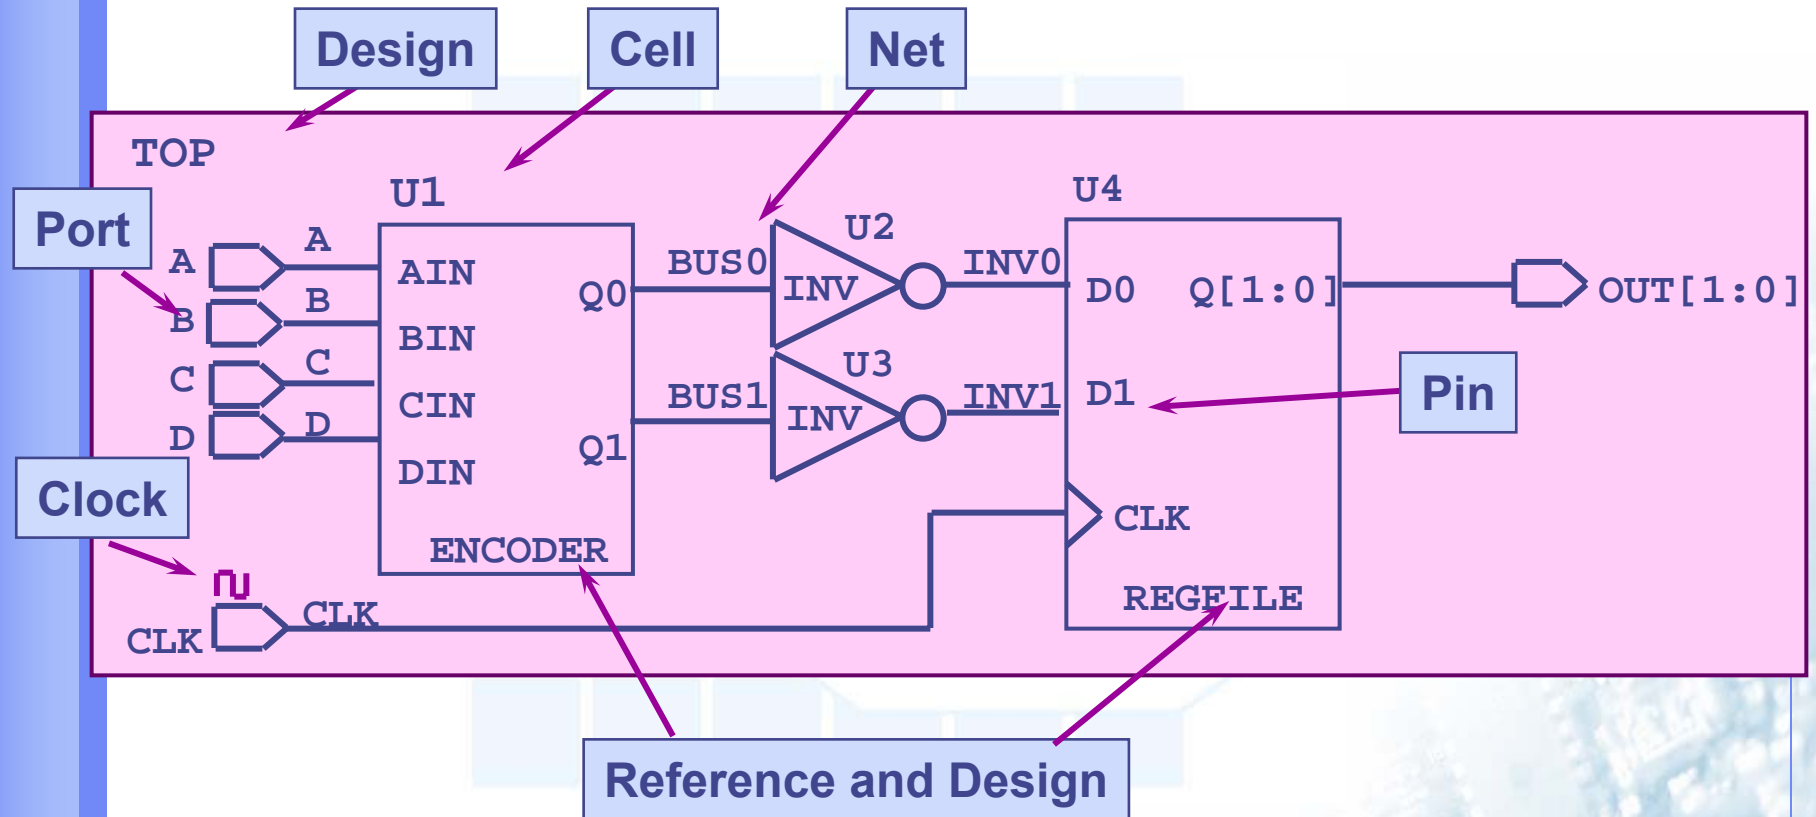 Design
Cell
Net
TOP
U1
U4
Port
A
A
AIN
BUS0
U2
INV
INV0
D0
Q[1:0]
OUT[1:0]
Q0
B
B
BIN
C
C
CIN
BUS1
U3
INV
INV1
D1
Pin
D
D
DIN
Q1
Clock
CLK
ENCODER
REGFILE
CLK
CLK
Reference and Design